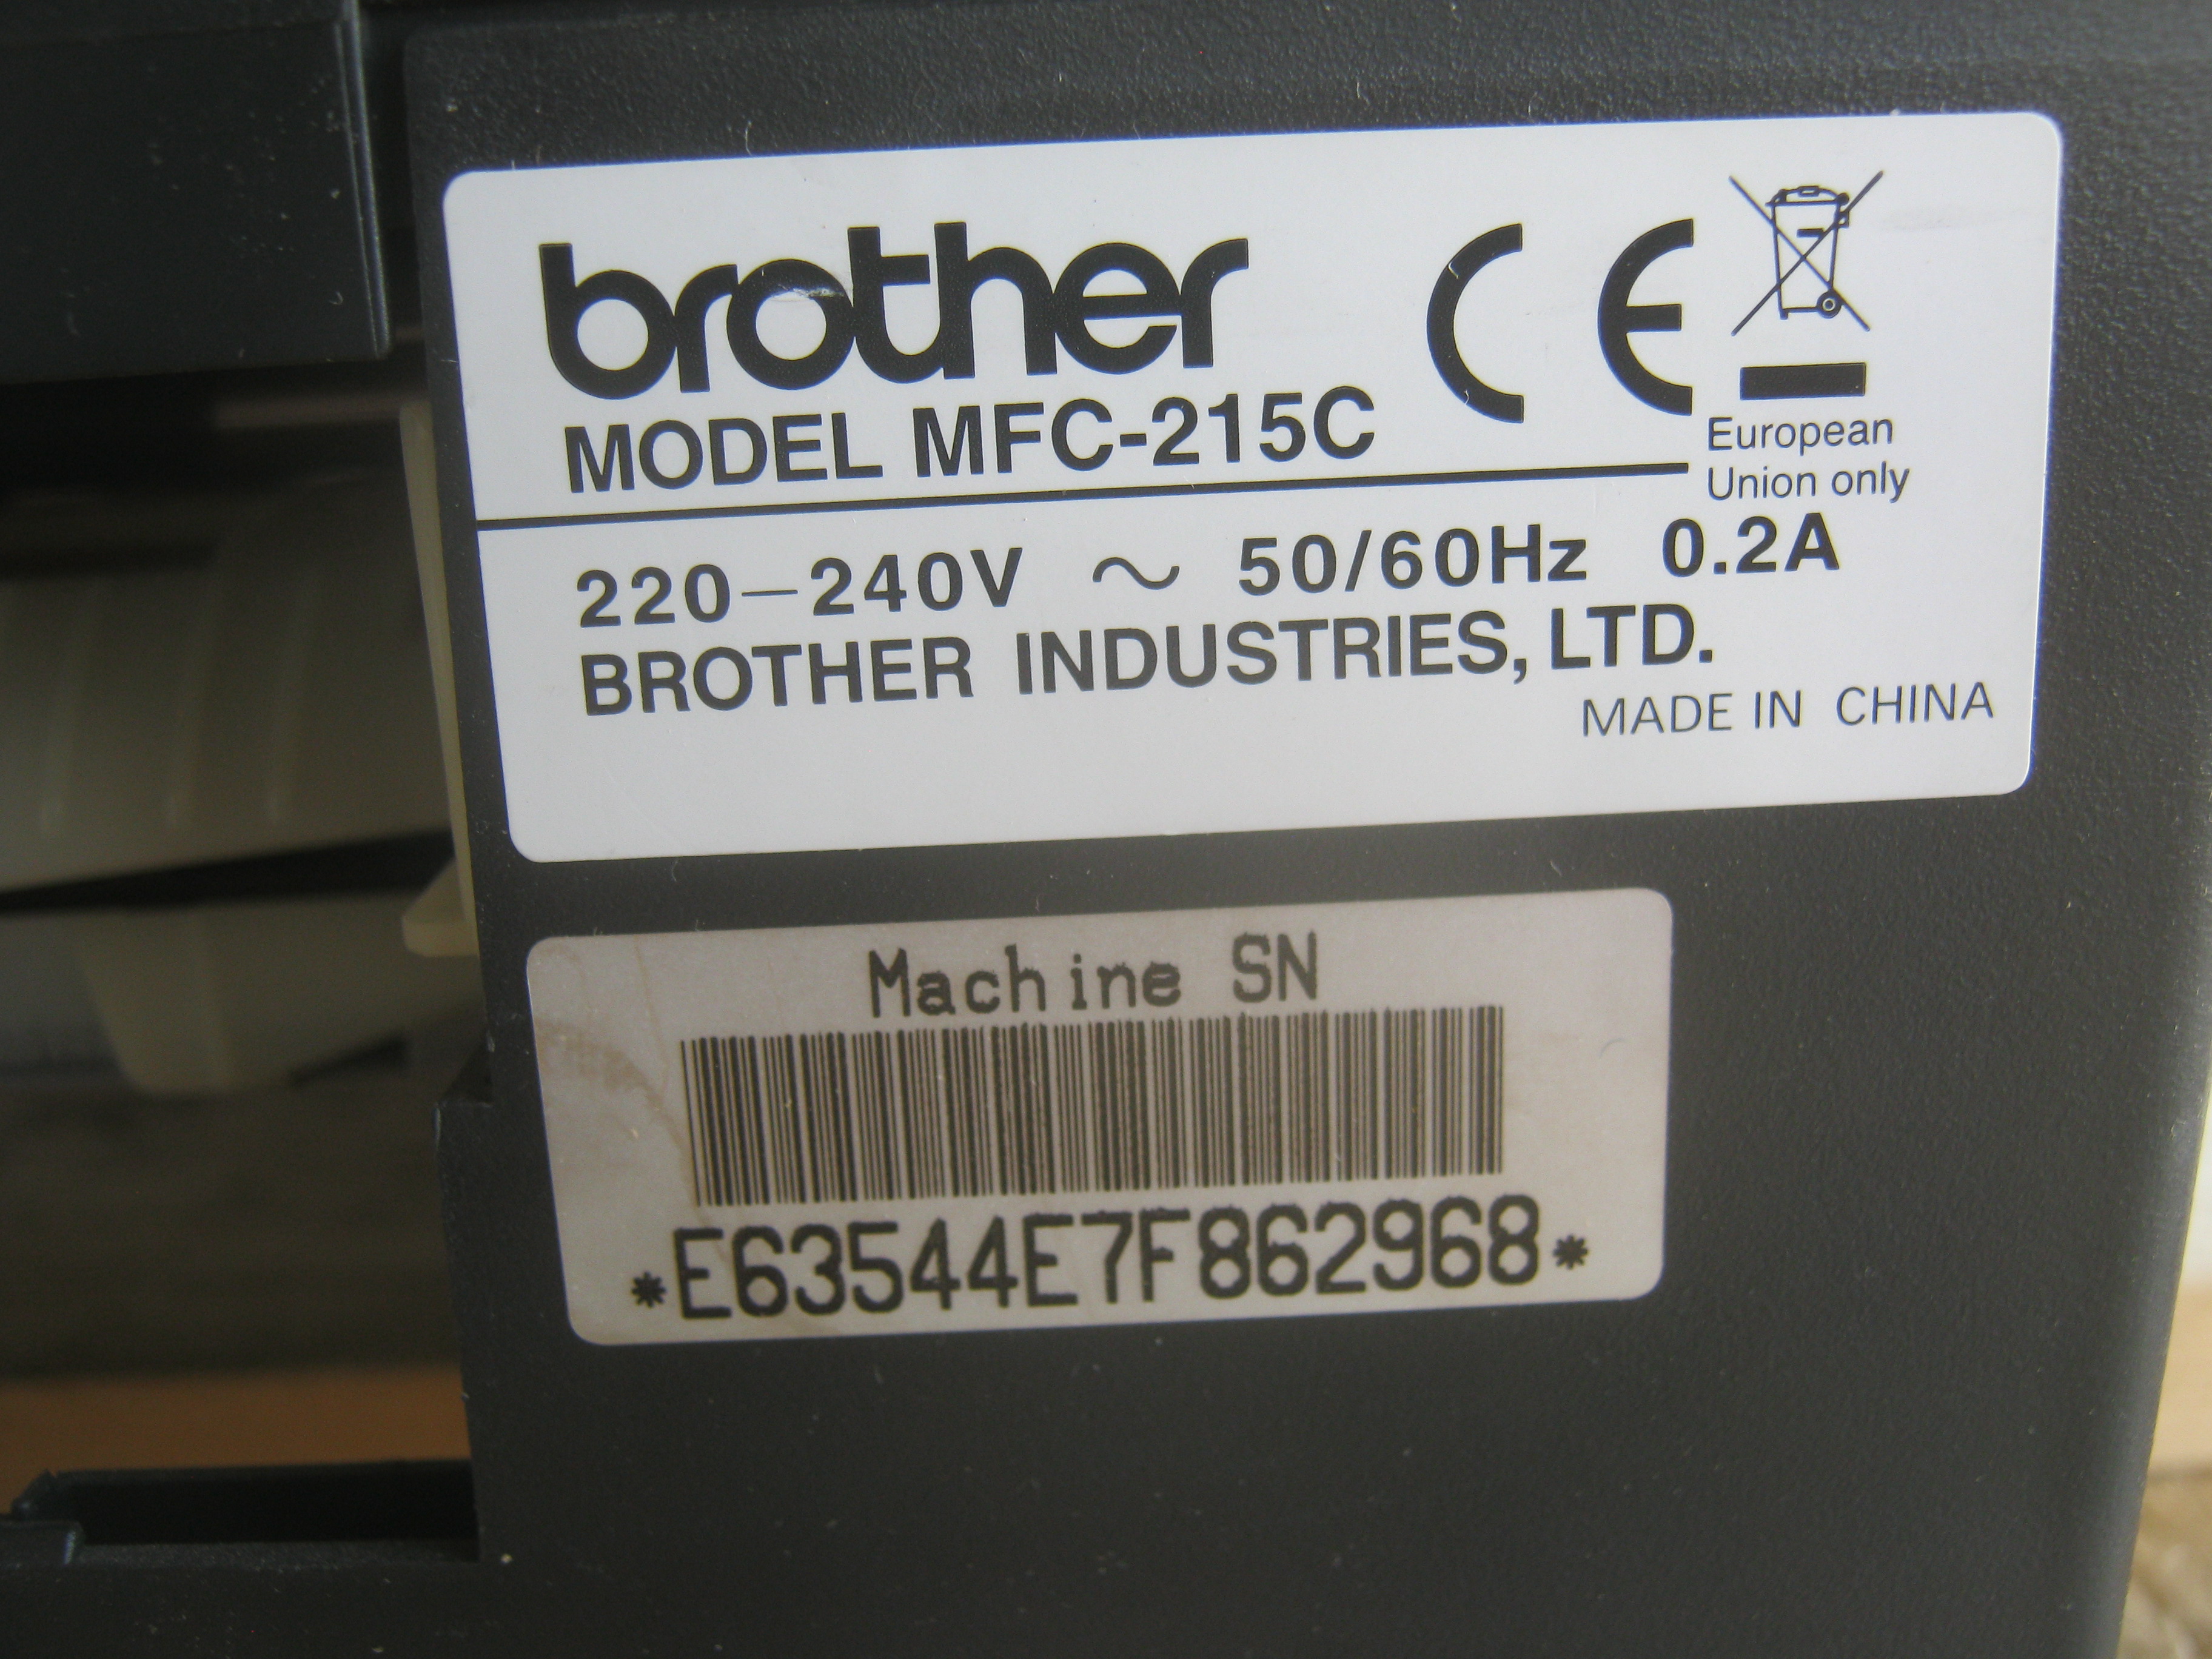 brother
CE
MODEL MFC-215C
European
Union only
220—240V ～ 50/60Hz 0.2A
BROTHER INDUSTRIES, LTD.
MADE IN CHINA
Machine SN
*E63544E7F862968*